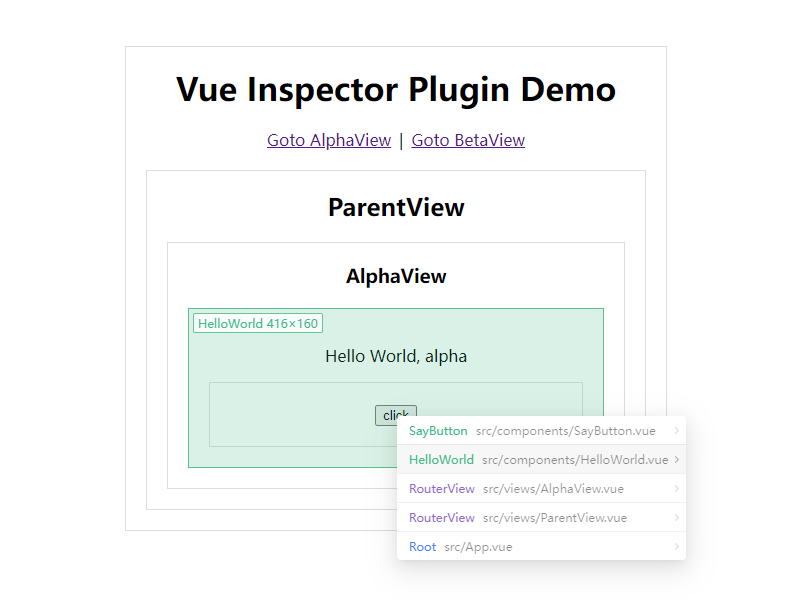 Vue Inspector Plugin Demo
Goto AlphaView | Goto BetaView
ParentView
AlphaView
HelloWorld 416×160
Hello World, alpha
click
SayButton src/components/SayButton.vue
HelloWorld src/components/HelloWorld.vue
RouterView src/views/AlphaView.vue
RouterView src/views/ParentView.vue
Root src/App.vue